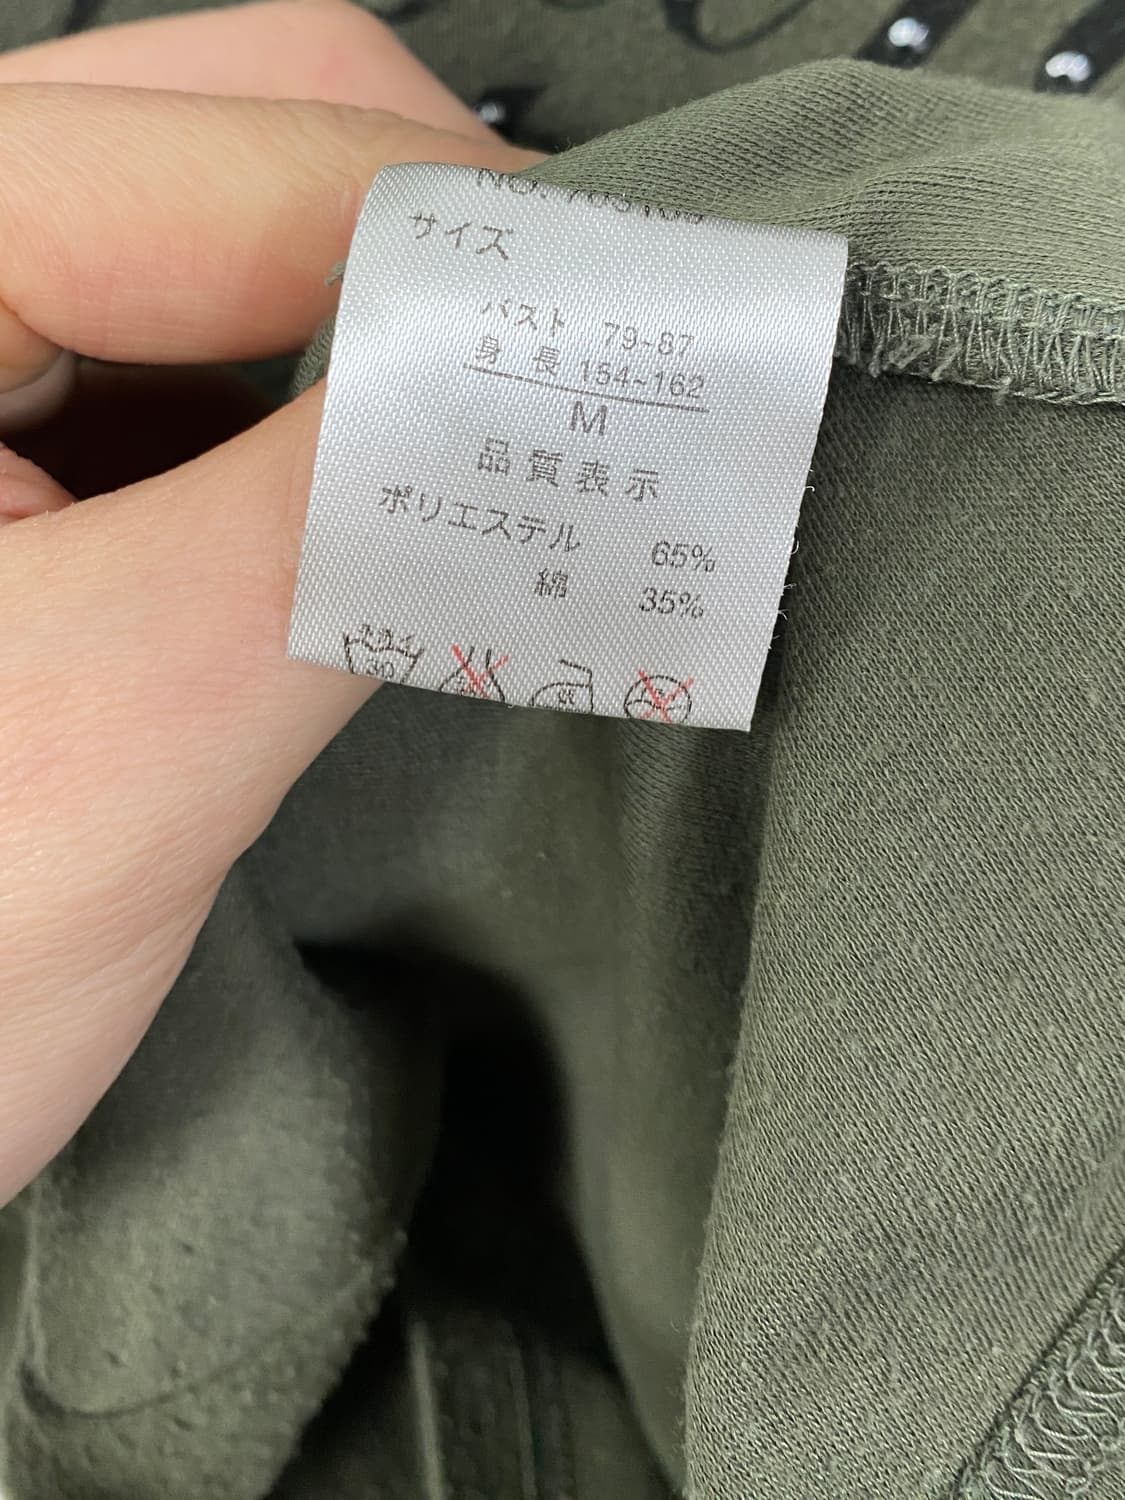 サイズ
バスト 79-87
身長 154-162
M
品質表示
ポリエステル 65%
綿 35%
30